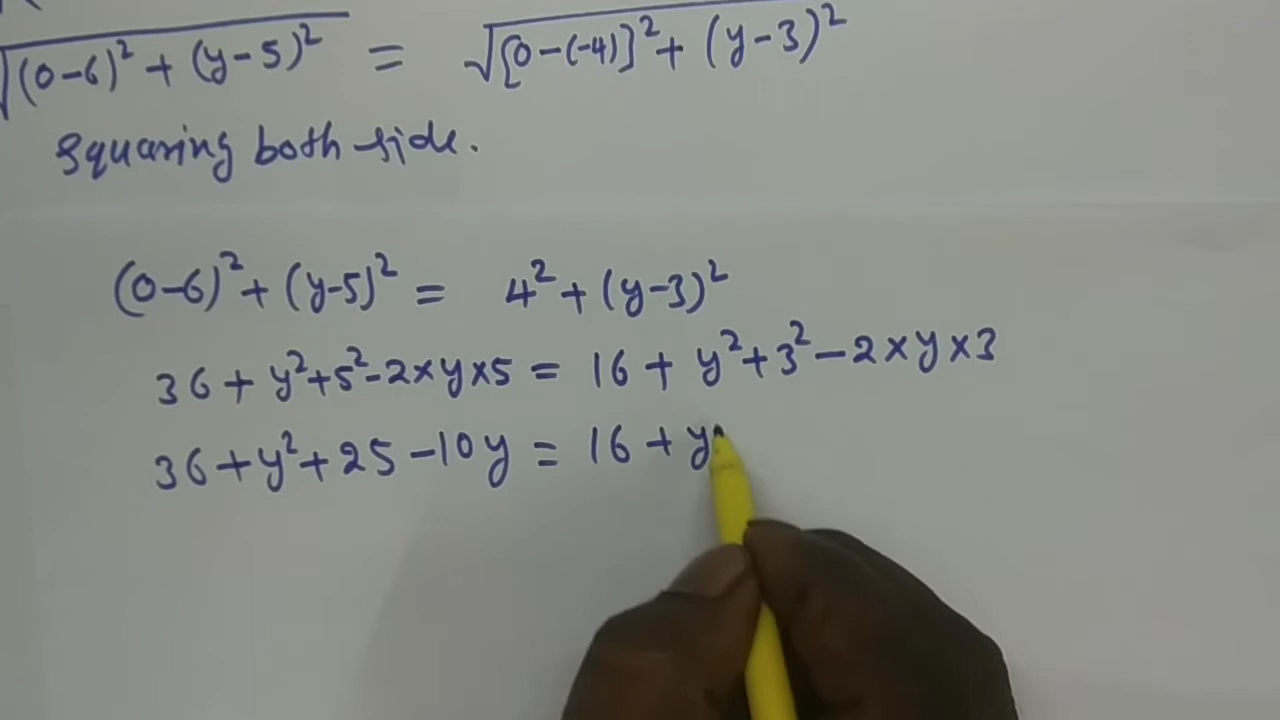 √(0-6)² + (y-5)² = √[0-(-4)]² + (y-3)²
Squaring both side.
(0-6)² + (y-5)² = 4² + (y-3)²
36 + y² + 5² - 2×y×5 = 16 + y² + 3² - 2×y×3
36 + y² + 25 - 10y = 16 + y